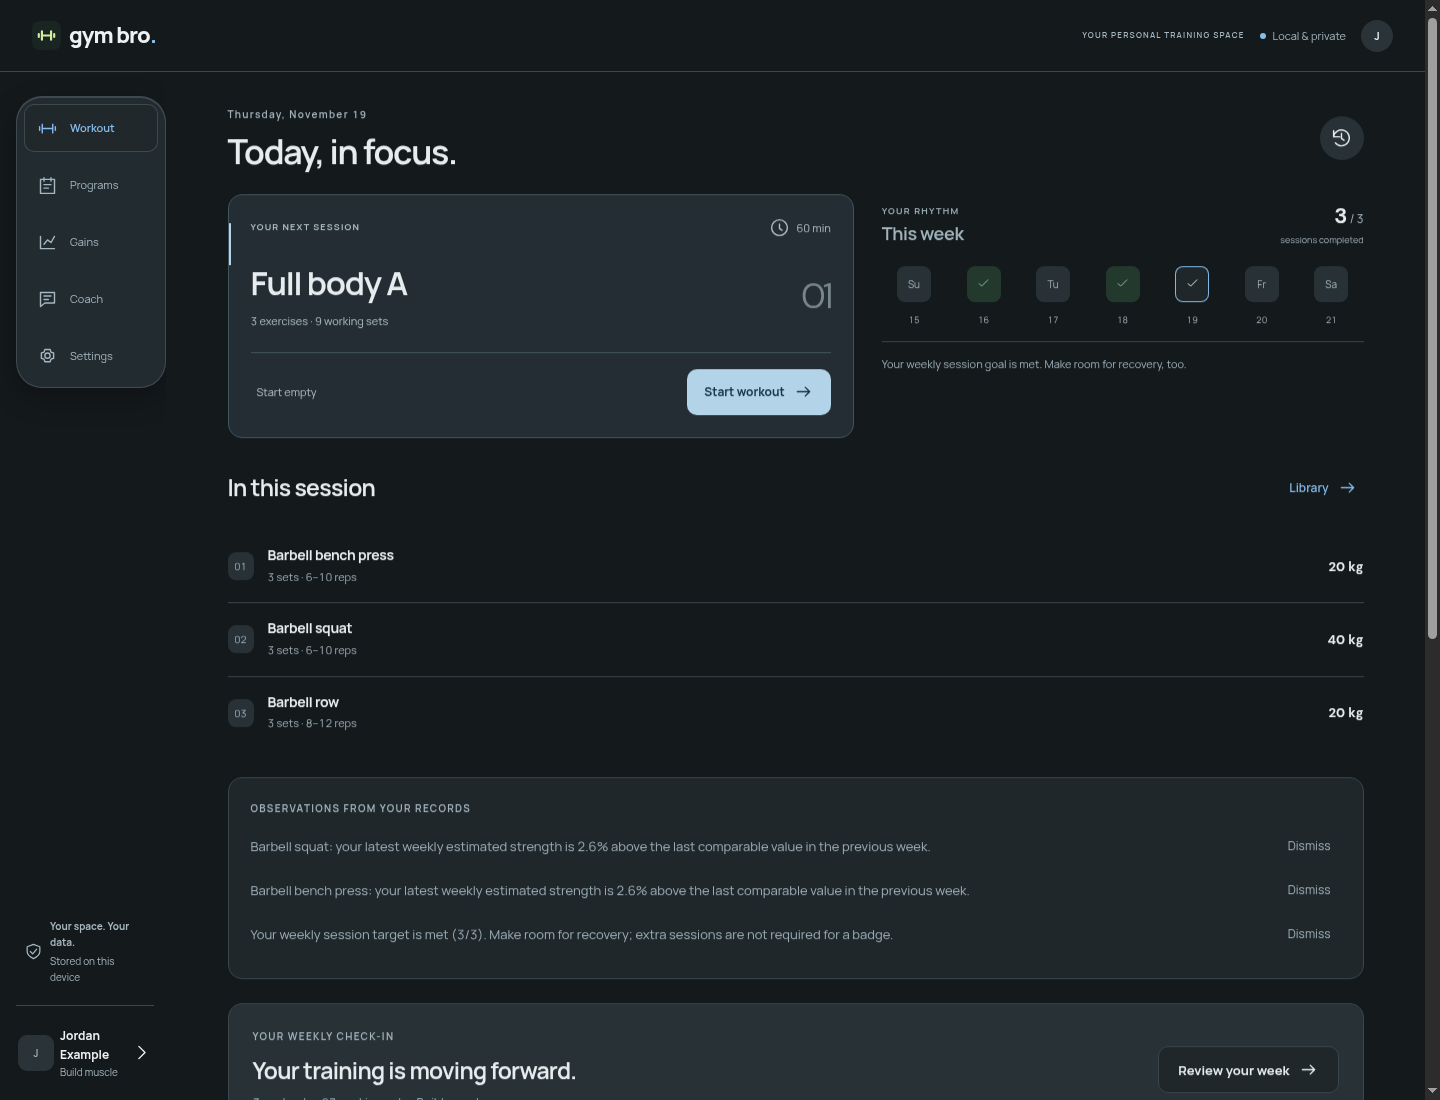 gym bro.
YOUR PERSONAL TRAINING SPACE
Local & private
J
Workout
Programs
Gains
Coach
Settings
Your space. Your
data.
Stored on this
device
J
Jordan
Example
Build muscle
Thursday, November 19
Today, in focus.
YOUR NEXT SESSION
60 min
Full body A
01
3 exercises · 9 working sets
Start empty
Start workout
YOUR RHYTHM
This week
3 / 3
sessions completed
Su
Tu
Fr
Sa
15
16
17
18
19
20
21
Your weekly session goal is met. Make room for recovery, too.
In this session
Library
01
Barbell bench press
3 sets · 6–10 reps
20 kg
02
Barbell squat
3 sets · 6–10 reps
40 kg
03
Barbell row
3 sets · 8–12 reps
20 kg
OBSERVATIONS FROM YOUR RECORDS
Barbell squat: your latest weekly estimated strength is 2.6% above the last comparable value in the previous week.
Dismiss
Barbell bench press: your latest weekly estimated strength is 2.6% above the last comparable value in the previous week.
Dismiss
Your weekly session target is met (3/3). Make room for recovery; extra sessions are not required for a badge.
Dismiss
YOUR WEEKLY CHECK-IN
Your training is moving forward.
Review your week